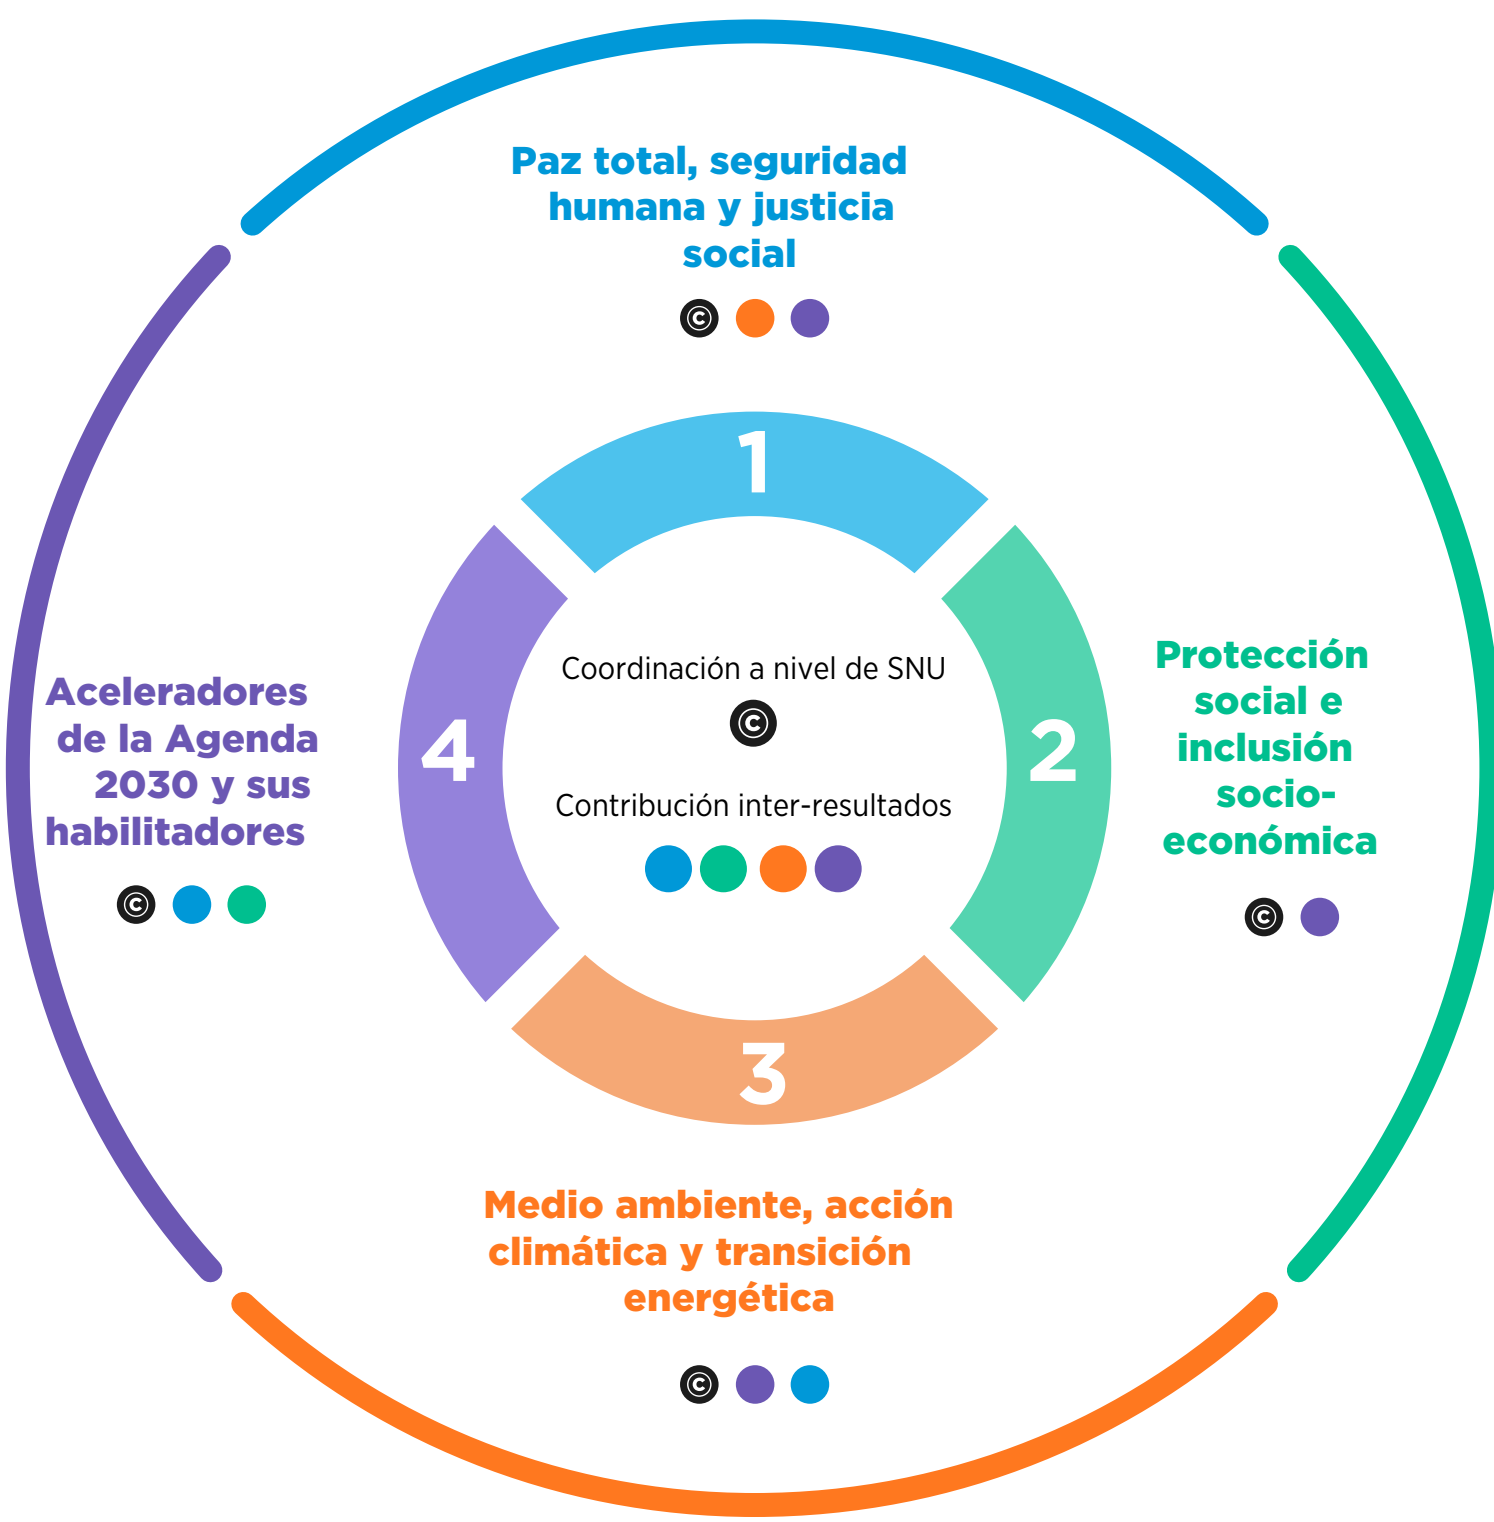 Paz total, seguridad
humana y justicia
social
©
1
Aceleradores
de la Agenda
2030 y sus
habilitadores
©
4
Coordinación a nivel de SNU
©
Contribución inter-resultados
2
Protección
social e
inclusión
socio-
económica
©
3
Medio ambiente, acción
climática y transición
energética
©